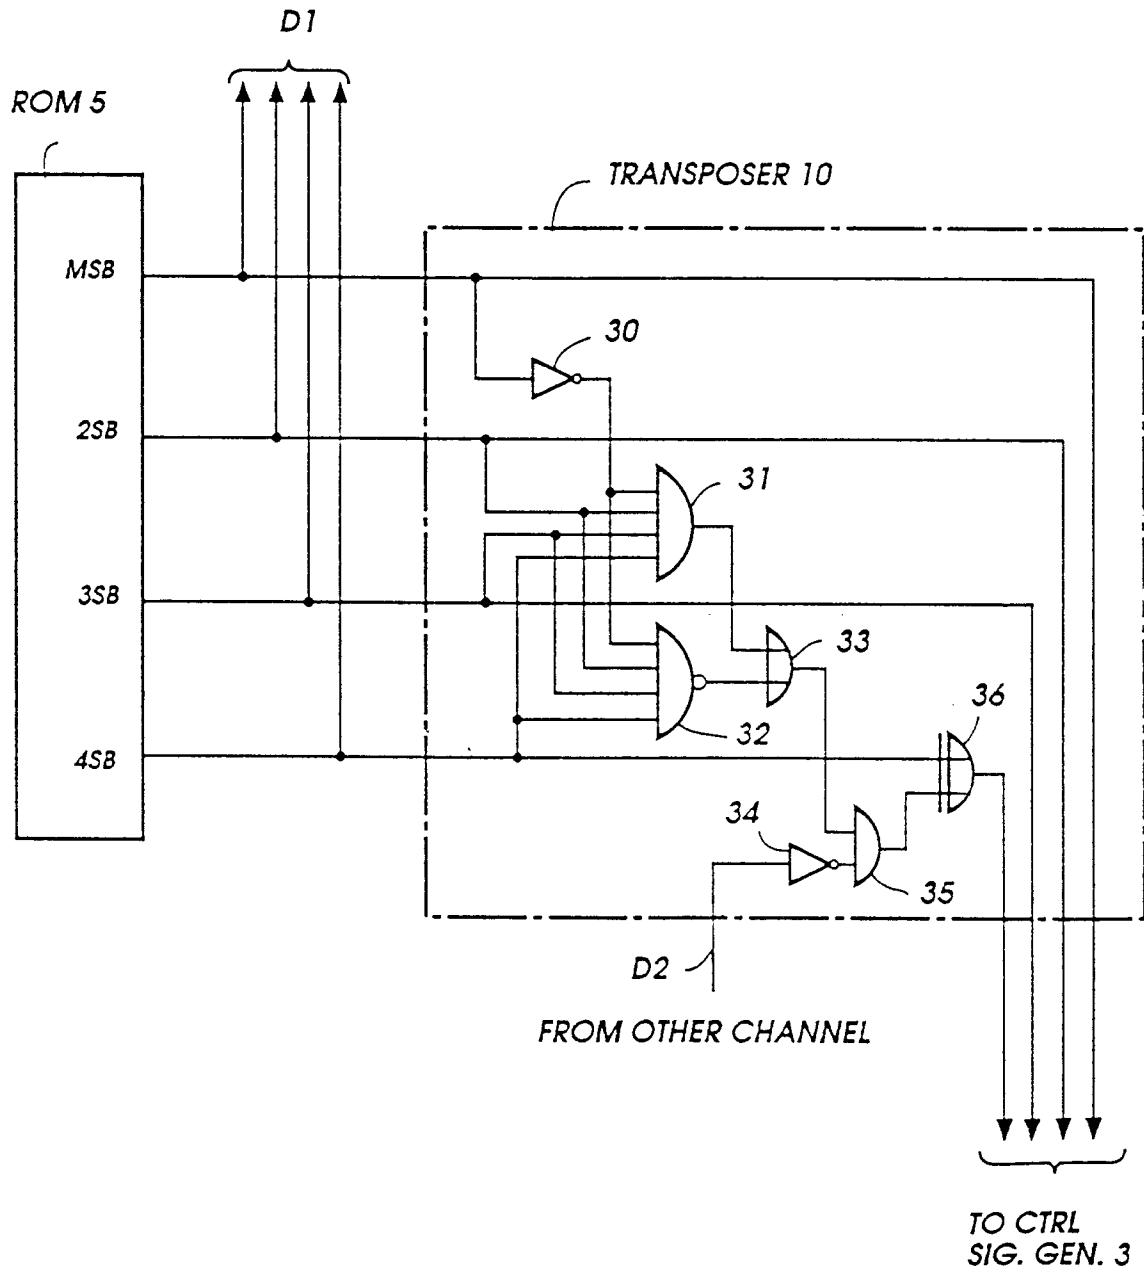 D1
ROM 5
TRANSPOSER 10
MSB
30
2SB
31
3SB
33
36
32
4SB
34
35
D2
FROM OTHER CHANNEL
TO CTRL
SIG. GEN. 3